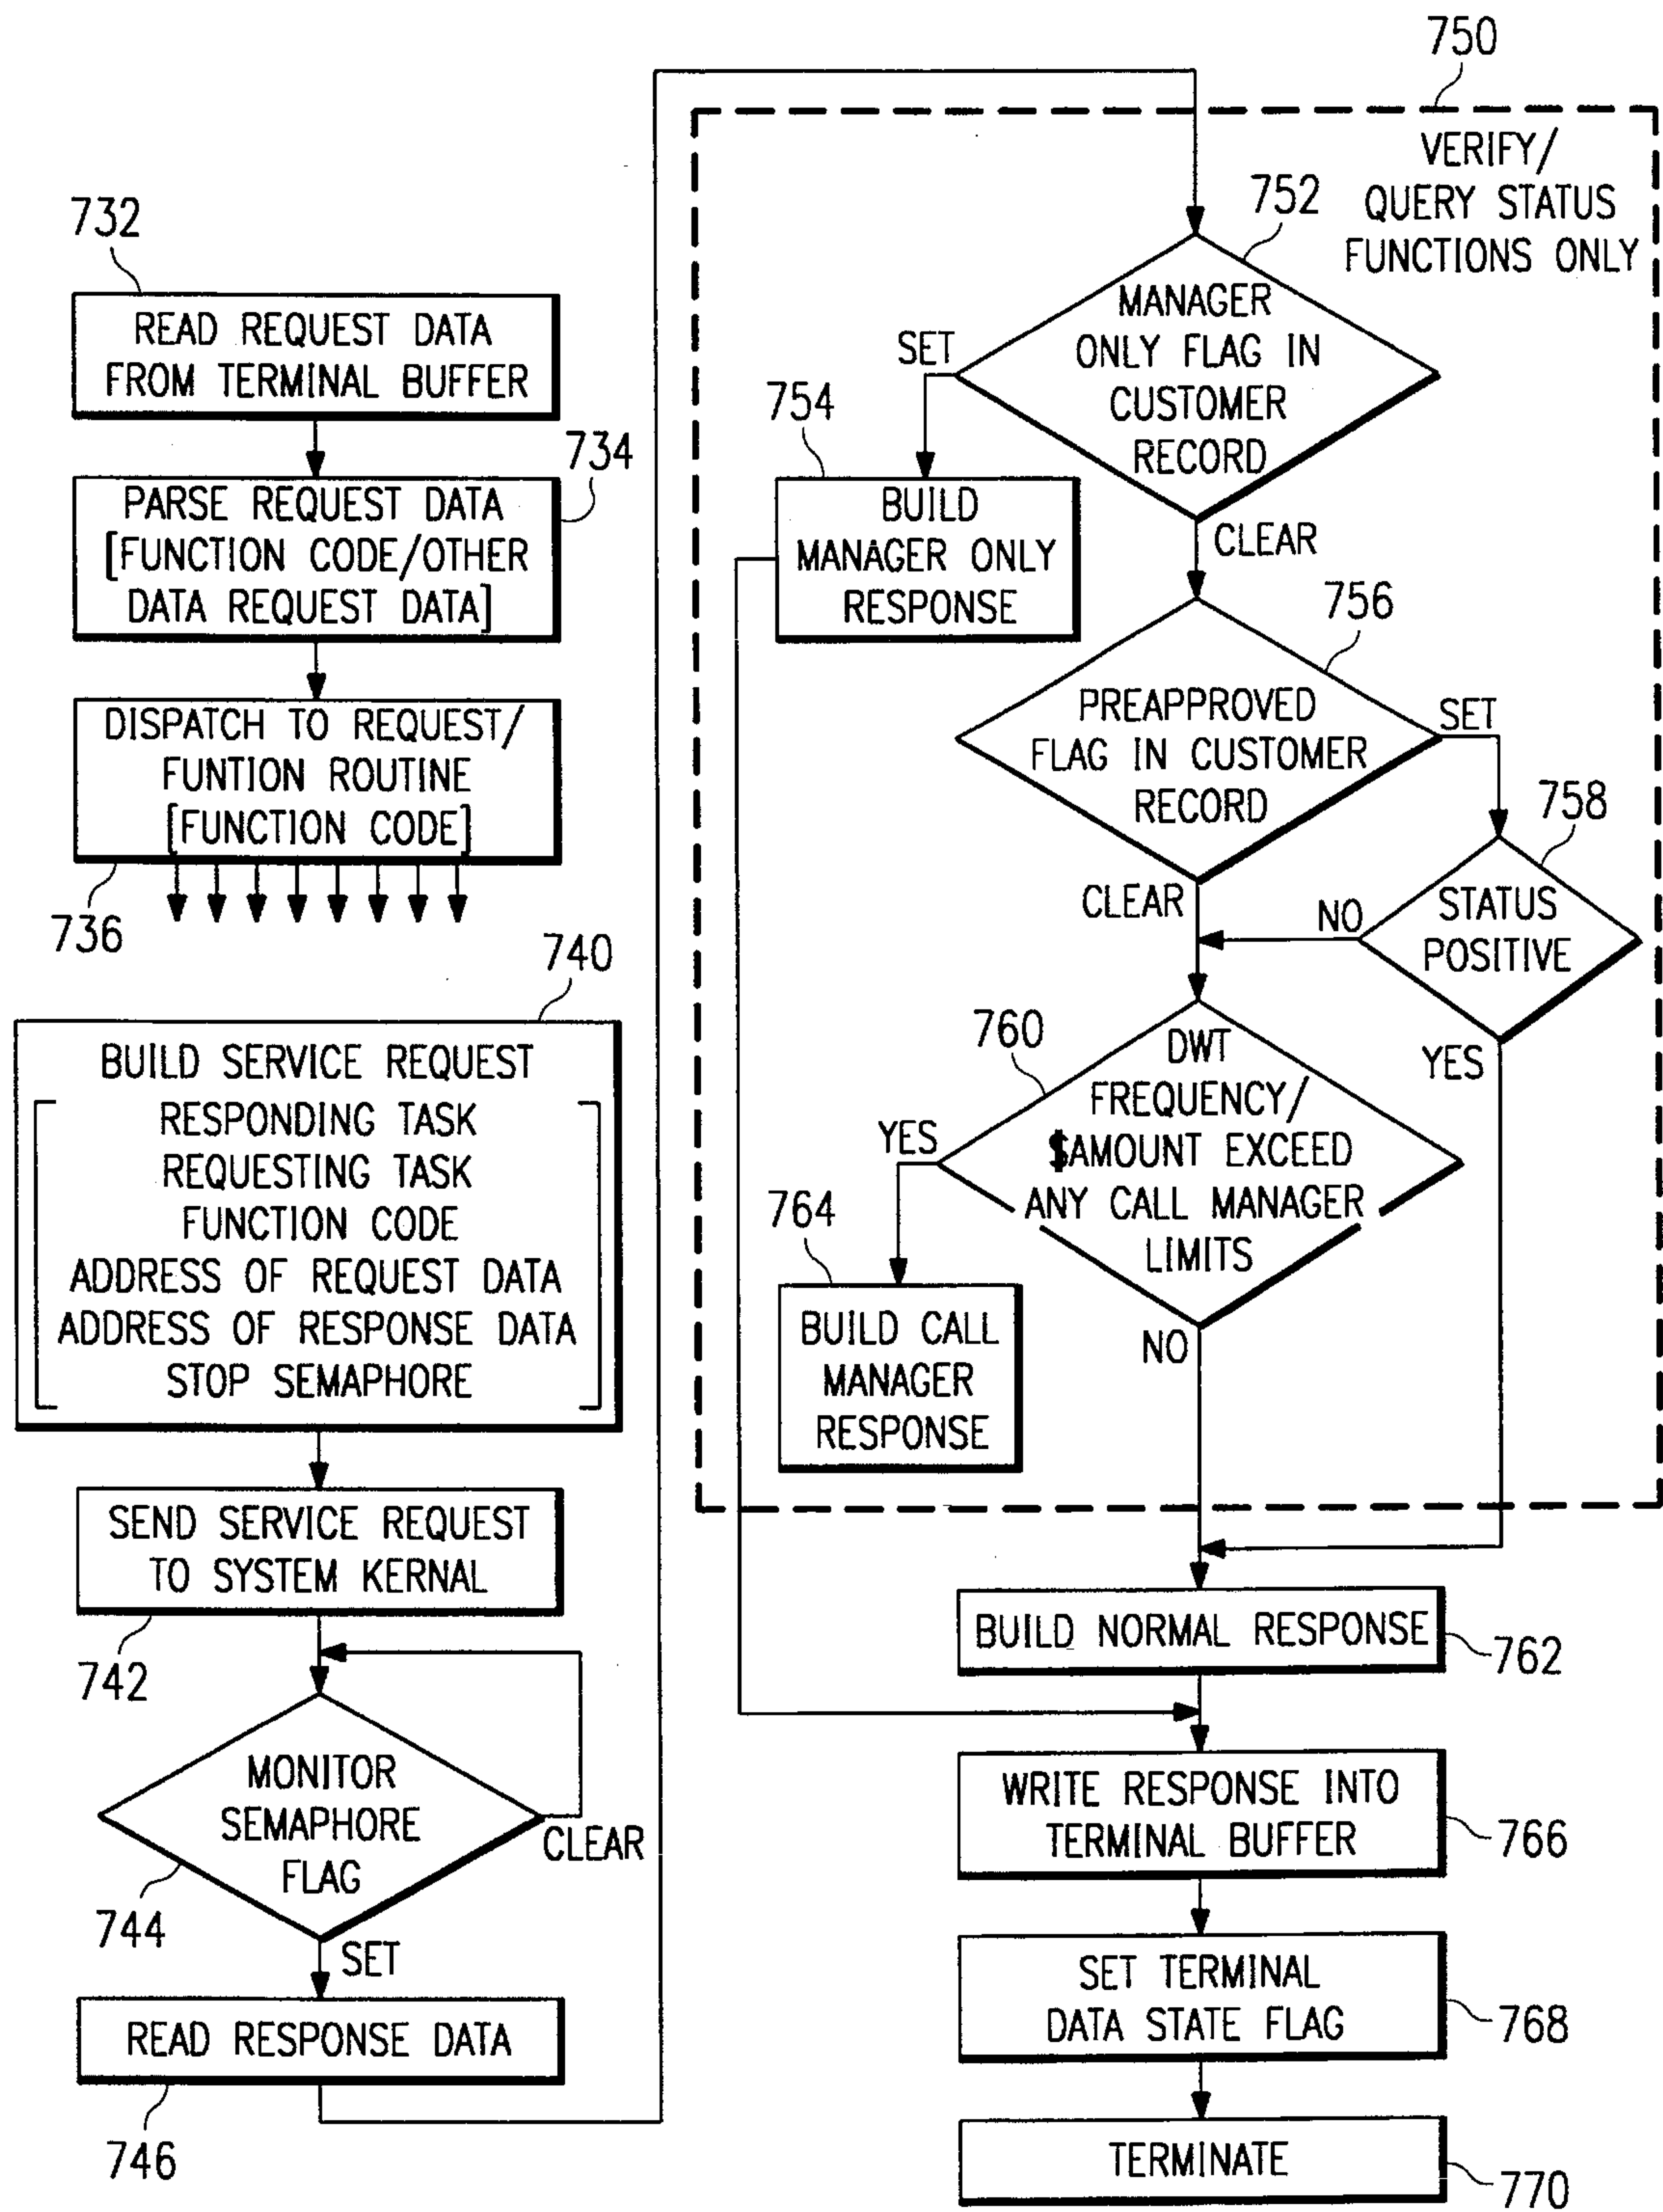 732
READ REQUEST DATA
FROM TERMINAL BUFFER
734
PARSE REQUEST DATA
[FUNCTION CODE/OTHER
DATA REQUEST DATA]
DISPATCH TO REQUEST/
FUNTION ROUTINE
[FUNCTION CODE]
736
740
BUILD SERVICE REQUEST
RESPONDING TASK
REQUESTING TASK
FUNCTION CODE
ADDRESS OF REQUEST DATA
ADDRESS OF RESPONSE DATA
STOP SEMAPHORE
SEND SERVICE REQUEST
TO SYSTEM KERNAL
742
MONITOR
SEMAPHORE
FLAG
CLEAR
744
SET
READ RESPONSE DATA
746
750
VERIFY/
QUERY STATUS
FUNCTIONS ONLY
752
MANAGER
ONLY FLAG IN
CUSTOMER
RECORD
SET
754
BUILD
MANAGER ONLY
RESPONSE
CLEAR
756
PREAPPROVED
FLAG IN CUSTOMER
RECORD
SET
758
STATUS
POSITIVE
NO
YES
CLEAR
760
DWT
FREQUENCY/
$AMOUNT EXCEED
ANY CALL MANAGER
LIMITS
YES
764
BUILD CALL
MANAGER
RESPONSE
NO
BUILD NORMAL RESPONSE
762
WRITE RESPONSE INTO
TERMINAL BUFFER
766
SET TERMINAL
DATA STATE FLAG
768
TERMINATE
770